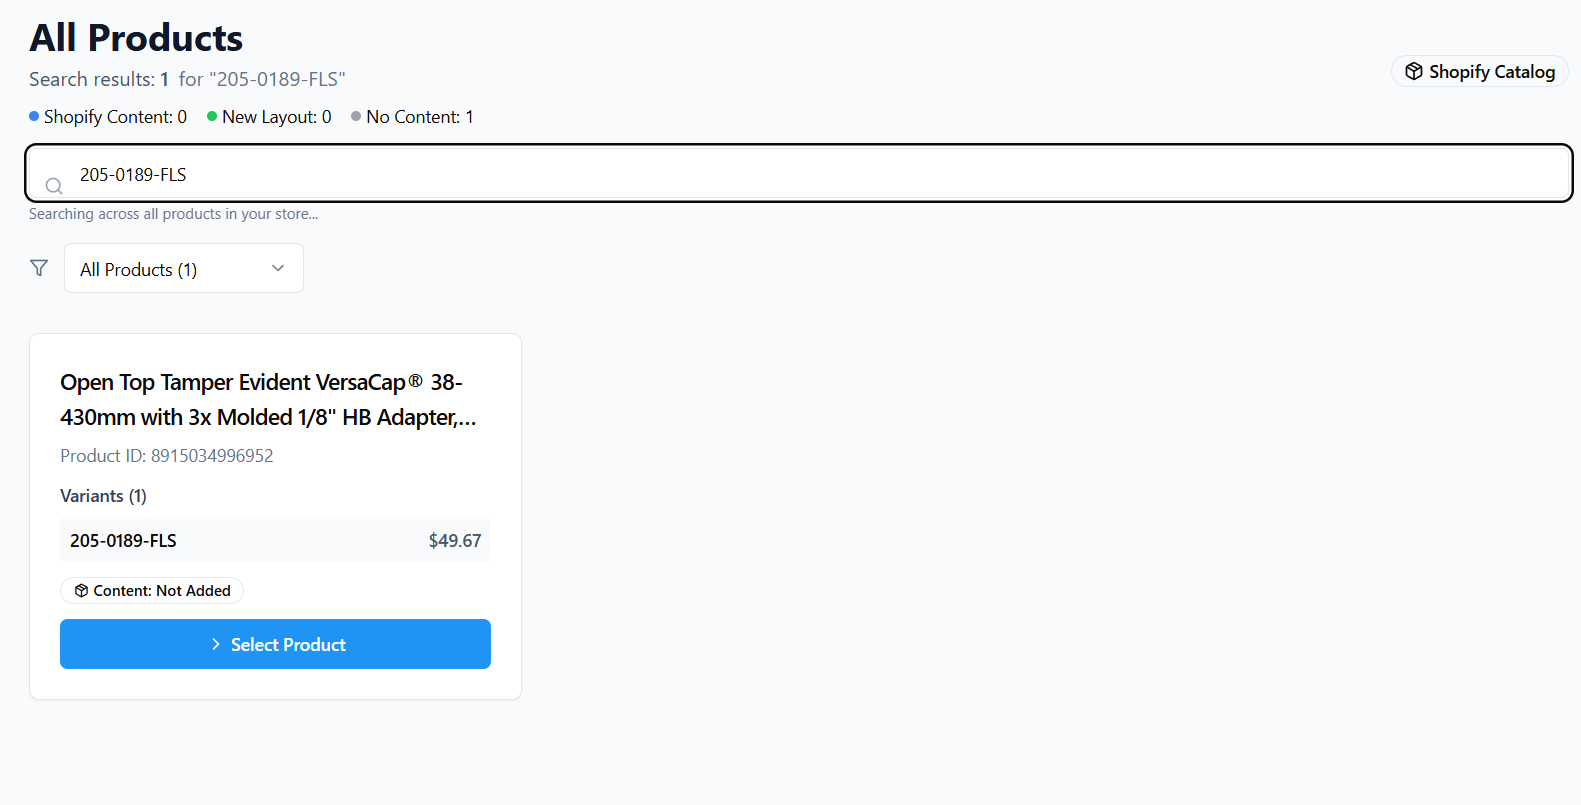 All Products
Search results: 1 for "205-0189-FLS"
Shopify Catalog
Shopify Content: 0 New Layout: 0 No Content: 1
205-0189-FLS
Searching across all products in your store...
All Products (1)
Open Top Tamper Evident VersaCap® 38-
430mm with 3x Molded 1/8" HB Adapter,...
Product ID: 8915034996952
Variants (1)
205-0189-FLS $49.67
Content: Not Added
Select Product